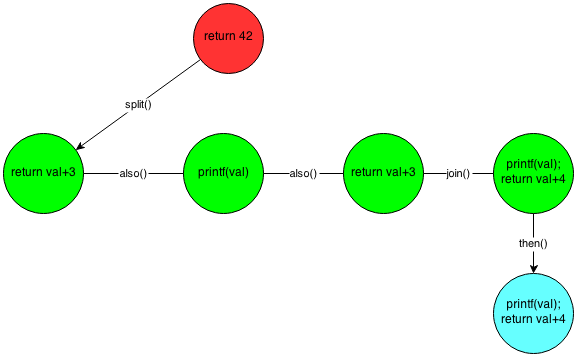 return 42
split()
return val+3
also()
printf(val)
also()
return val+3
join()
printf(val);
return val+4
then()
printf(val);
return val+4